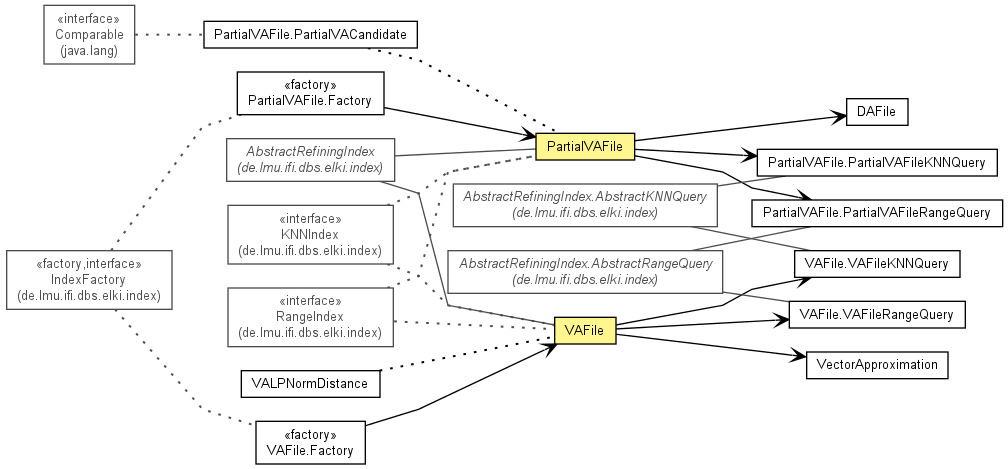 «interface»
Comparable
(java.lang)
PartialVAFile.PartialVACandidate
«factory»
PartialVAFile.Factory
AbstractRefiningIndex
(de.lmu.ifi.dbs.elki.index)
«interface»
KNNIndex
(de.lmu.ifi.dbs.elki.index)
«factory,interface»
IndexFactory
(de.lmu.ifi.dbs.elki.index)
«interface»
RangeIndex
(de.lmu.ifi.dbs.elki.index)
VALPNormDistance
«factory»
VAFile.Factory
PartialVAFile
AbstractRefiningIndex.AbstractKNNQuery
(de.lmu.ifi.dbs.elki.index)
AbstractRefiningIndex.AbstractRangeQuery
(de.lmu.ifi.dbs.elki.index)
VAFile
DAFile
PartialVAFile.PartialVAFileKNNQuery
PartialVAFile.PartialVAFileRangeQuery
VAFile.VAFileKNNQuery
VAFile.VAFileRangeQuery
VectorApproximation